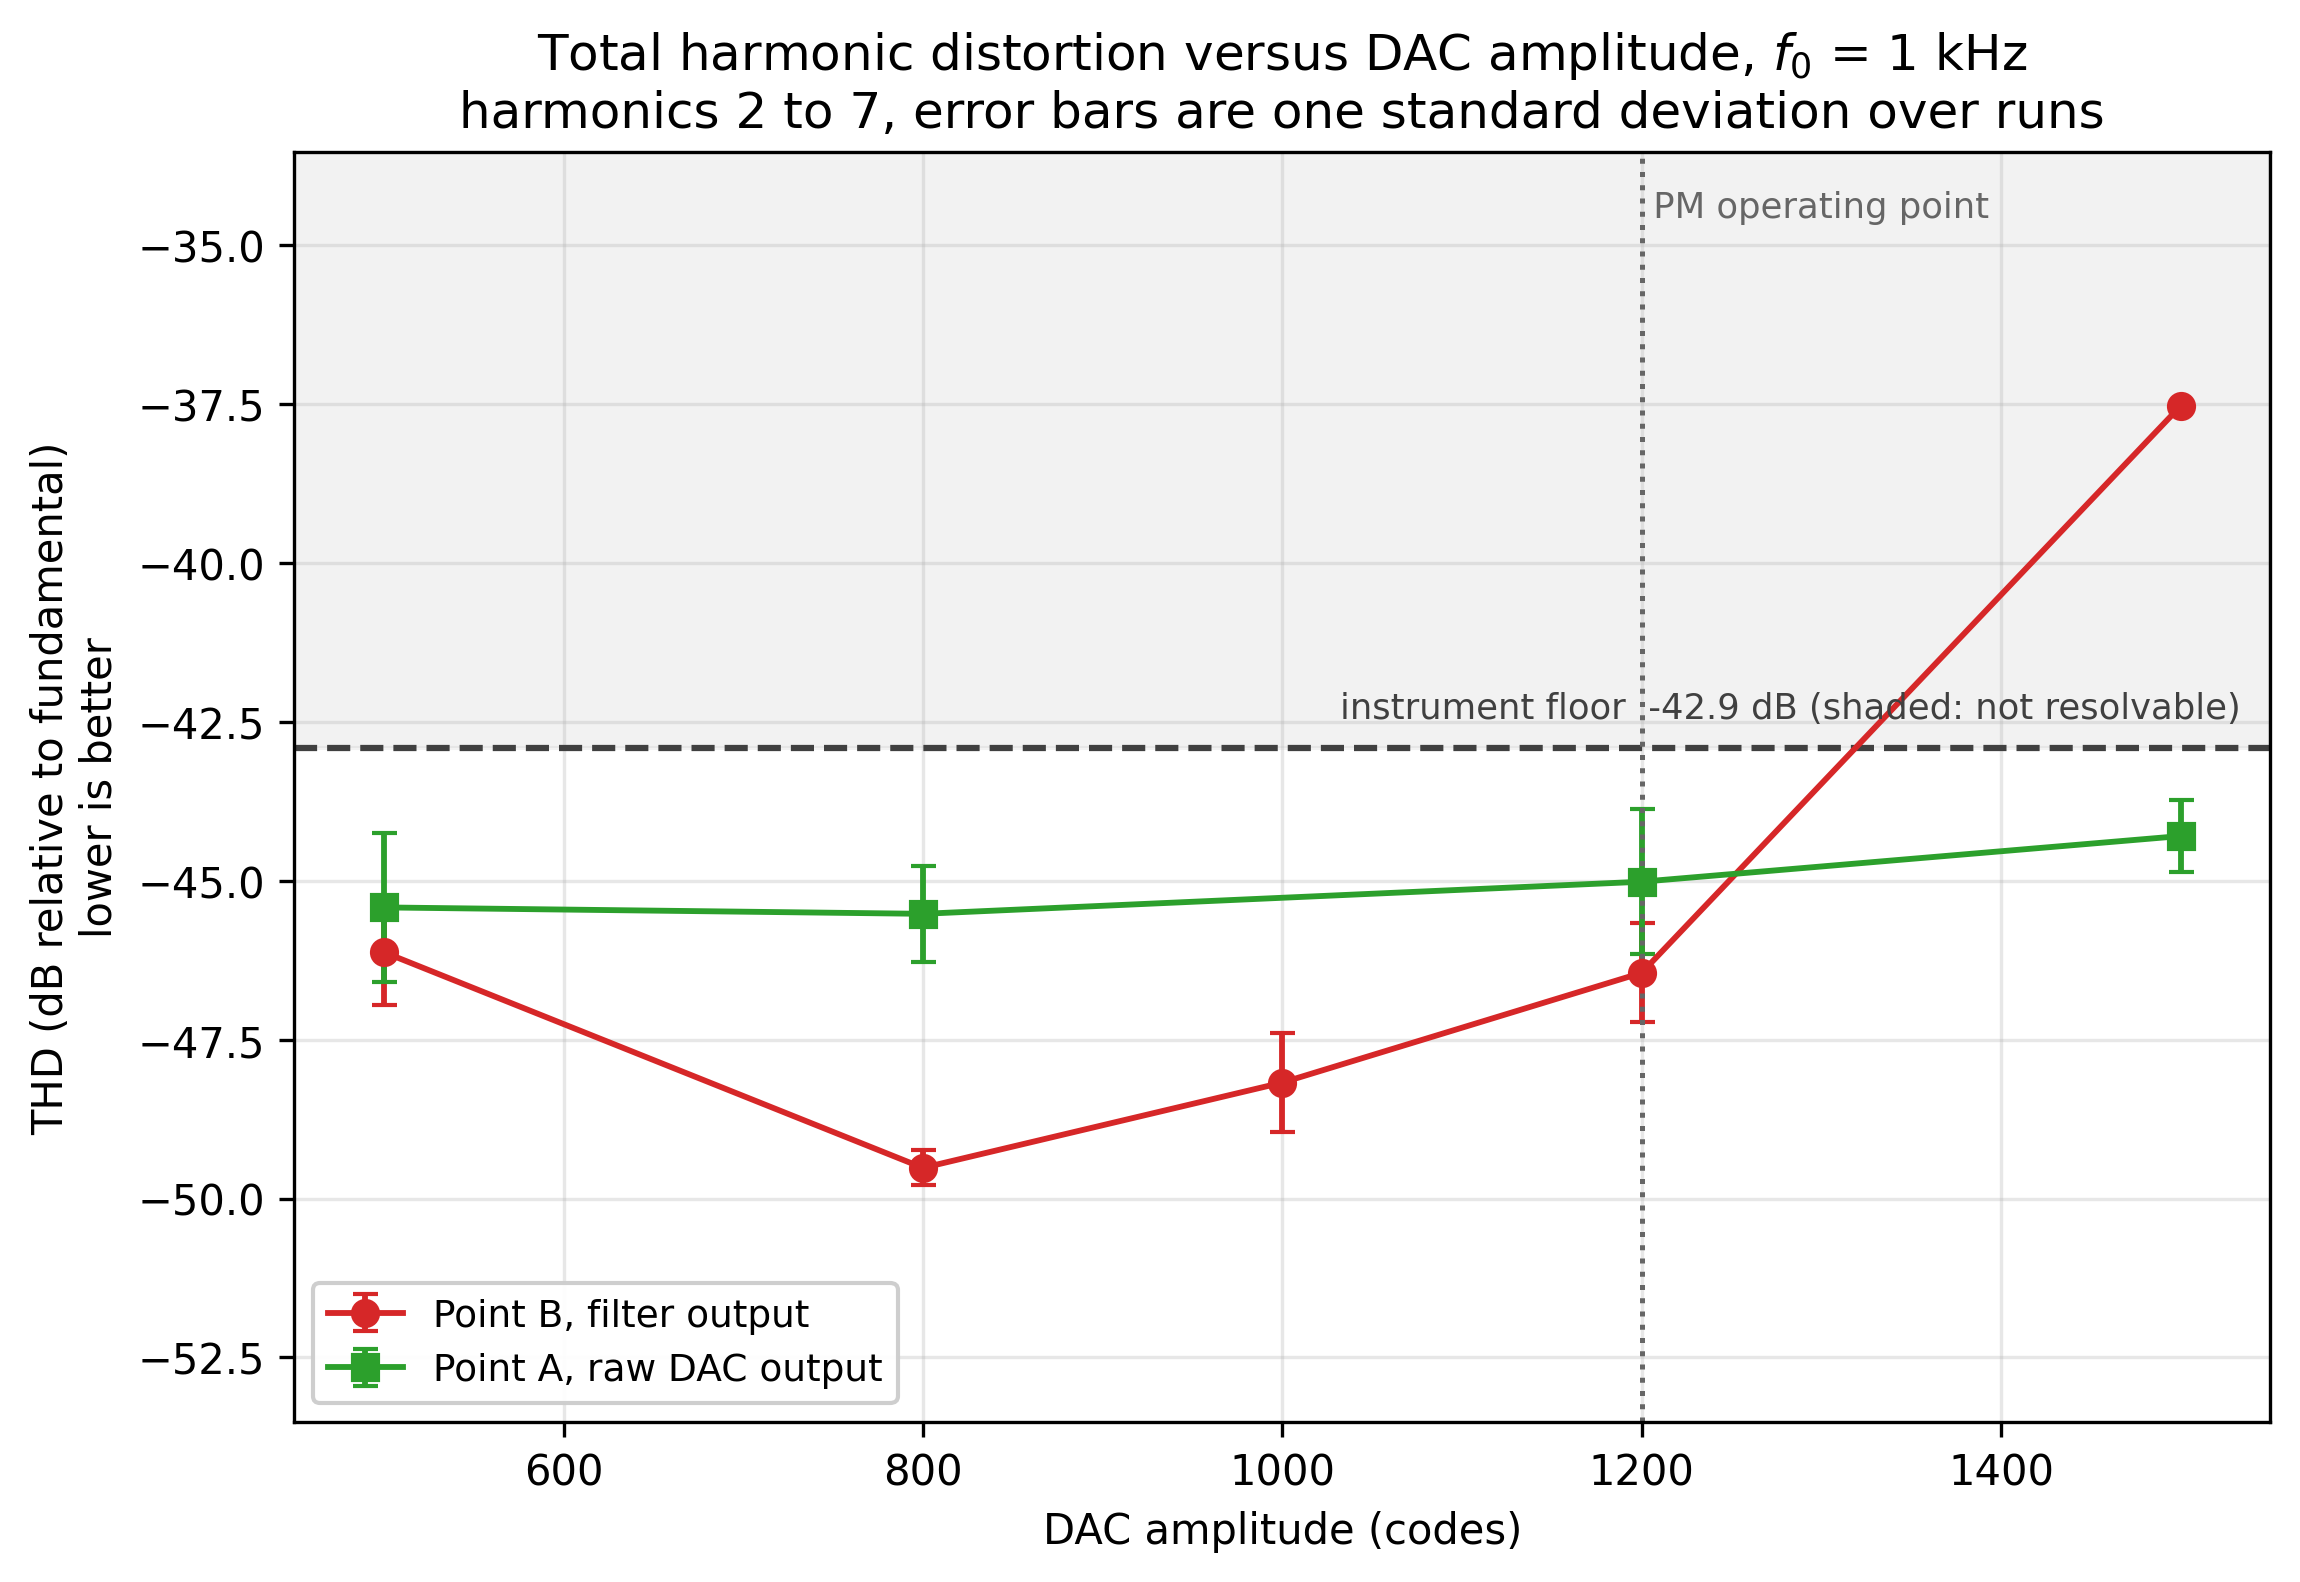 Total harmonic distortion versus DAC amplitude, f₀ = 1 kHz
harmonics 2 to 7, error bars are one standard deviation over runs
PM operating point
−35.0
−37.5
−40.0
instrument floor -42.9 dB (shaded: not resolvable)
−42.5
−45.0
−47.5
−50.0
−52.5
THD (dB relative to fundamental)
lower is better
Point B, filter output
Point A, raw DAC output
600
800
1000
1200
1400
DAC amplitude (codes)